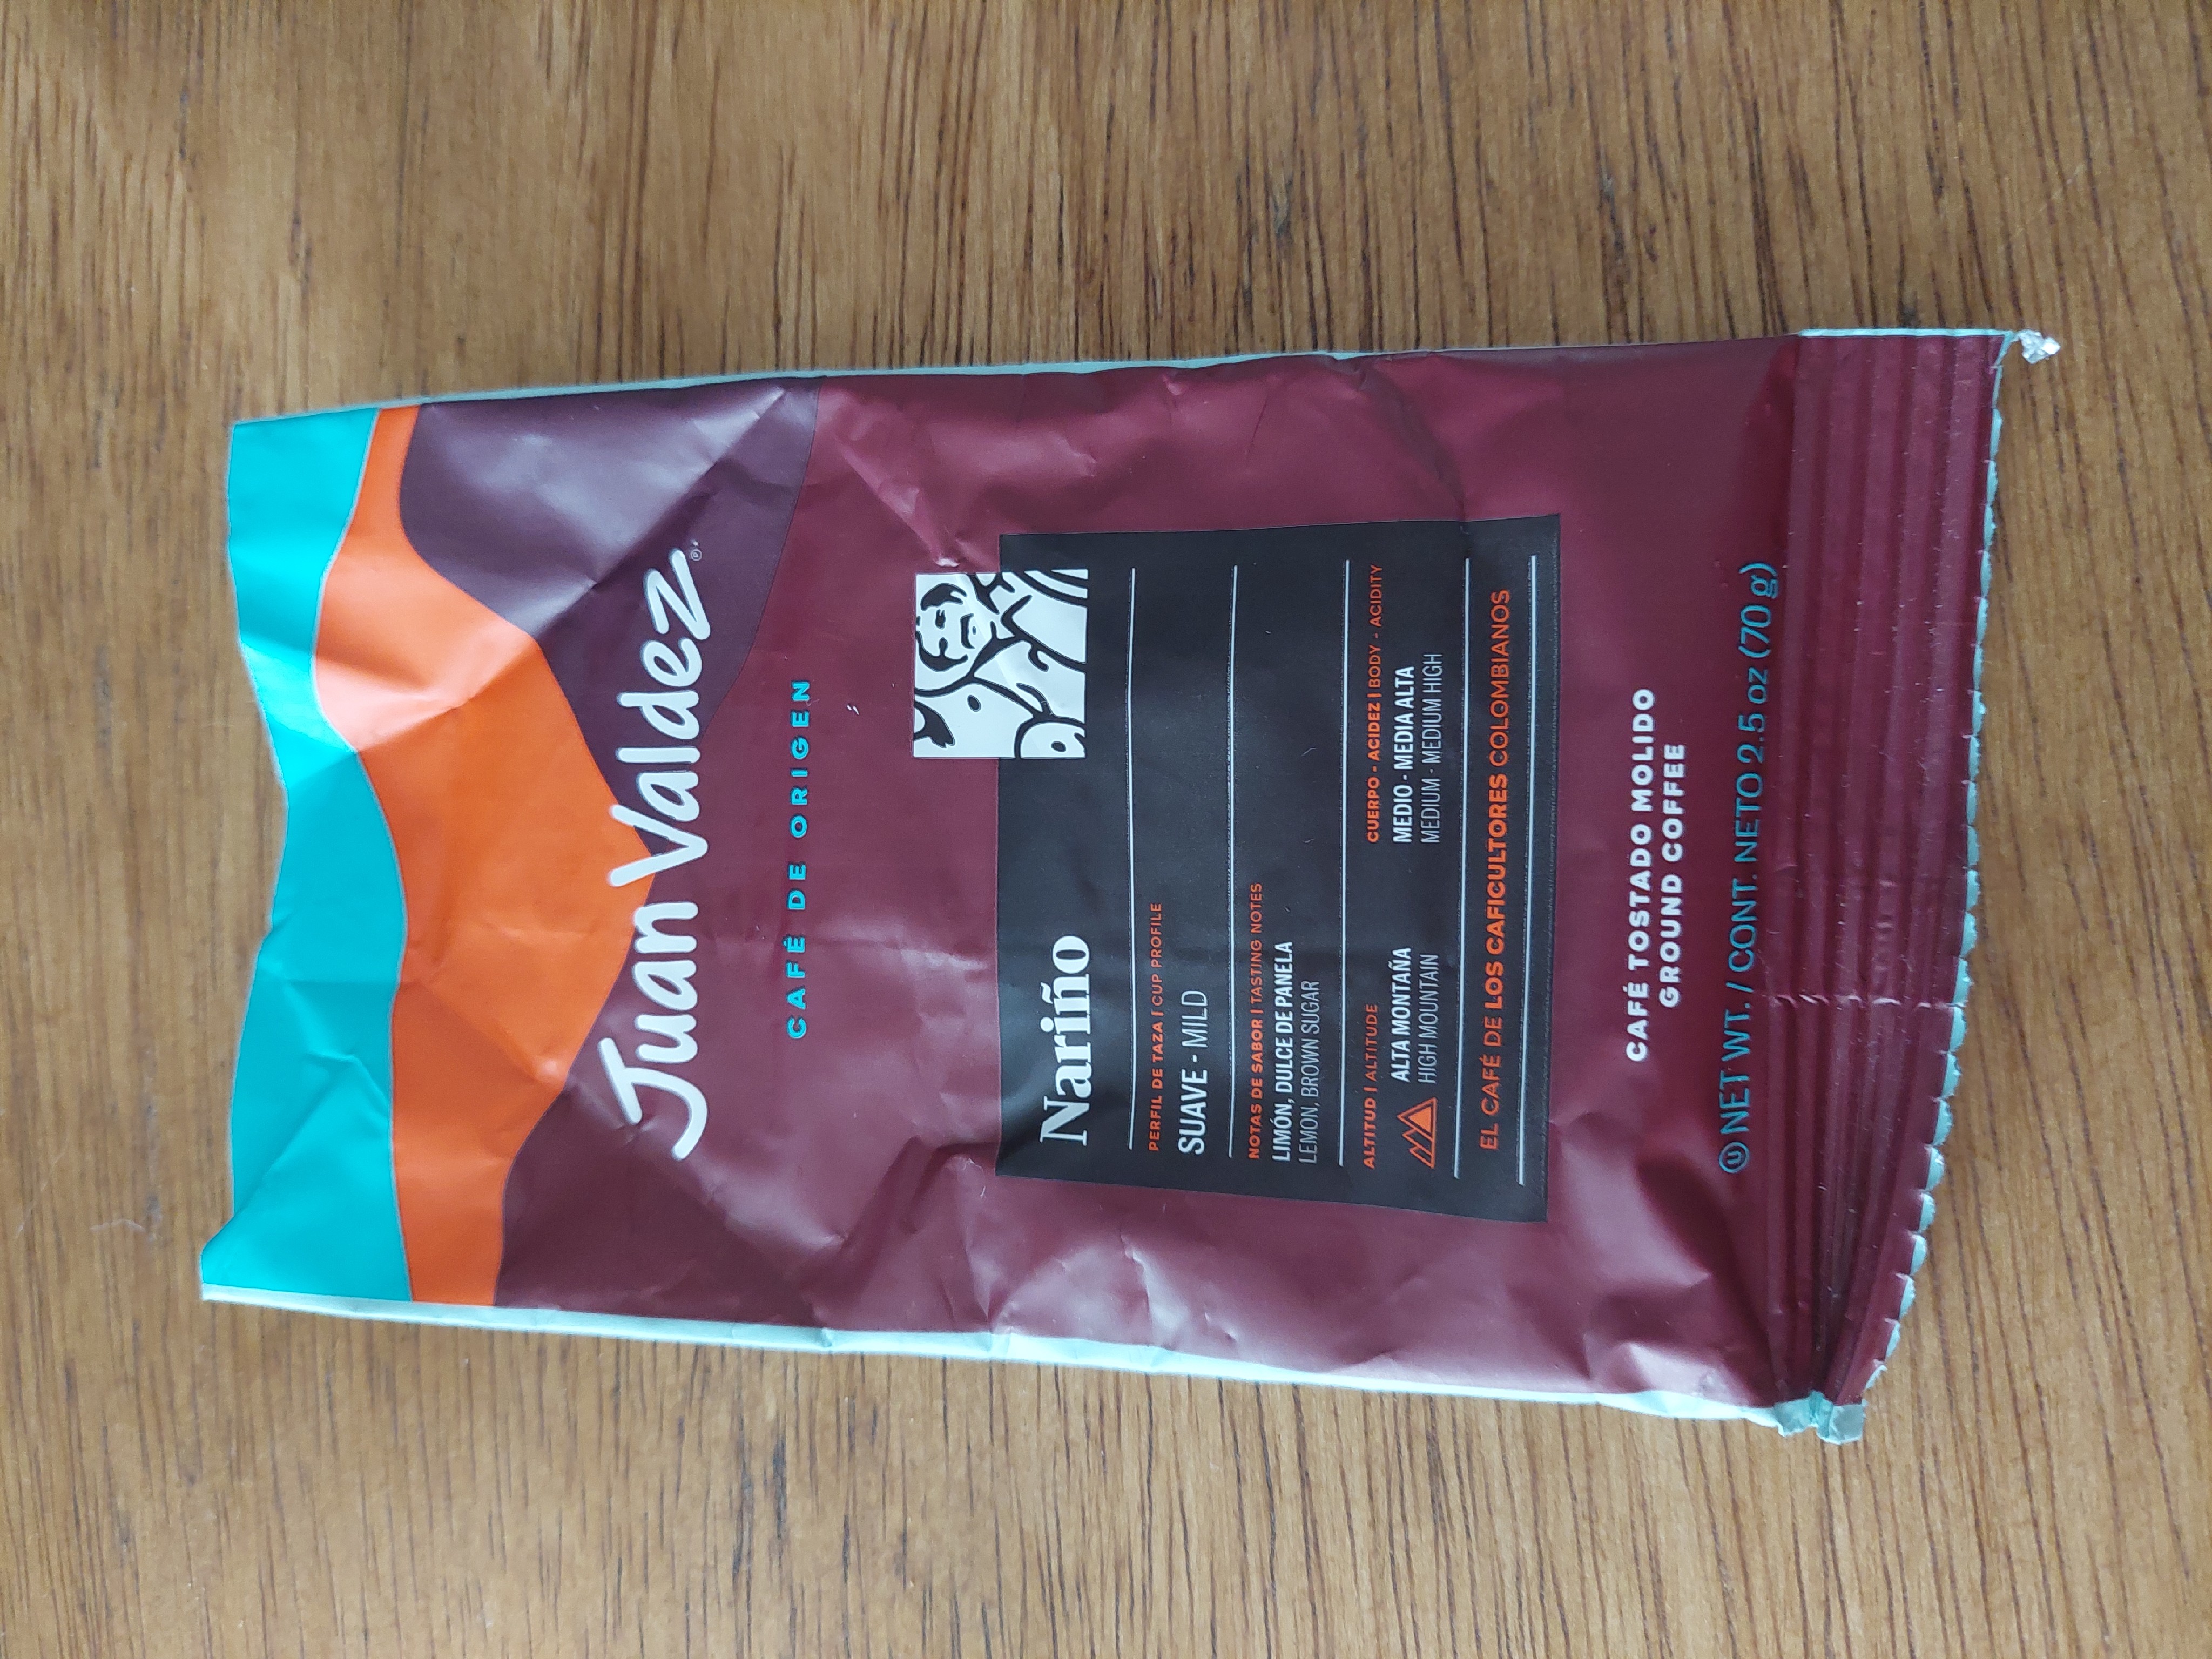 Juan Valdez®
CAFÉ DE ORIGEN
Nariño
PERFIL DE TAZA | CUP PROFILE
SUAVE - MILD
NOTAS DE SABOR | TASTING NOTES
LIMÓN, DULCE DE PANELA
LEMON, BROWN SUGAR
ALTITUD | ALTITUDE
ALTA MONTAÑA
HIGH MOUNTAIN
CUERPO - ACIDEZ | BODY - ACIDITY
MEDIO - MEDIA ALTA
MEDIUM - MEDIUM HIGH
EL CAFÉ DE LOS CAFICULTORES COLOMBIANOS
CAFÉ TOSTADO MOLIDO
GROUND COFFEE
Ⓤ NET WT. / CONT. NETO 2.5 oz (70 g)